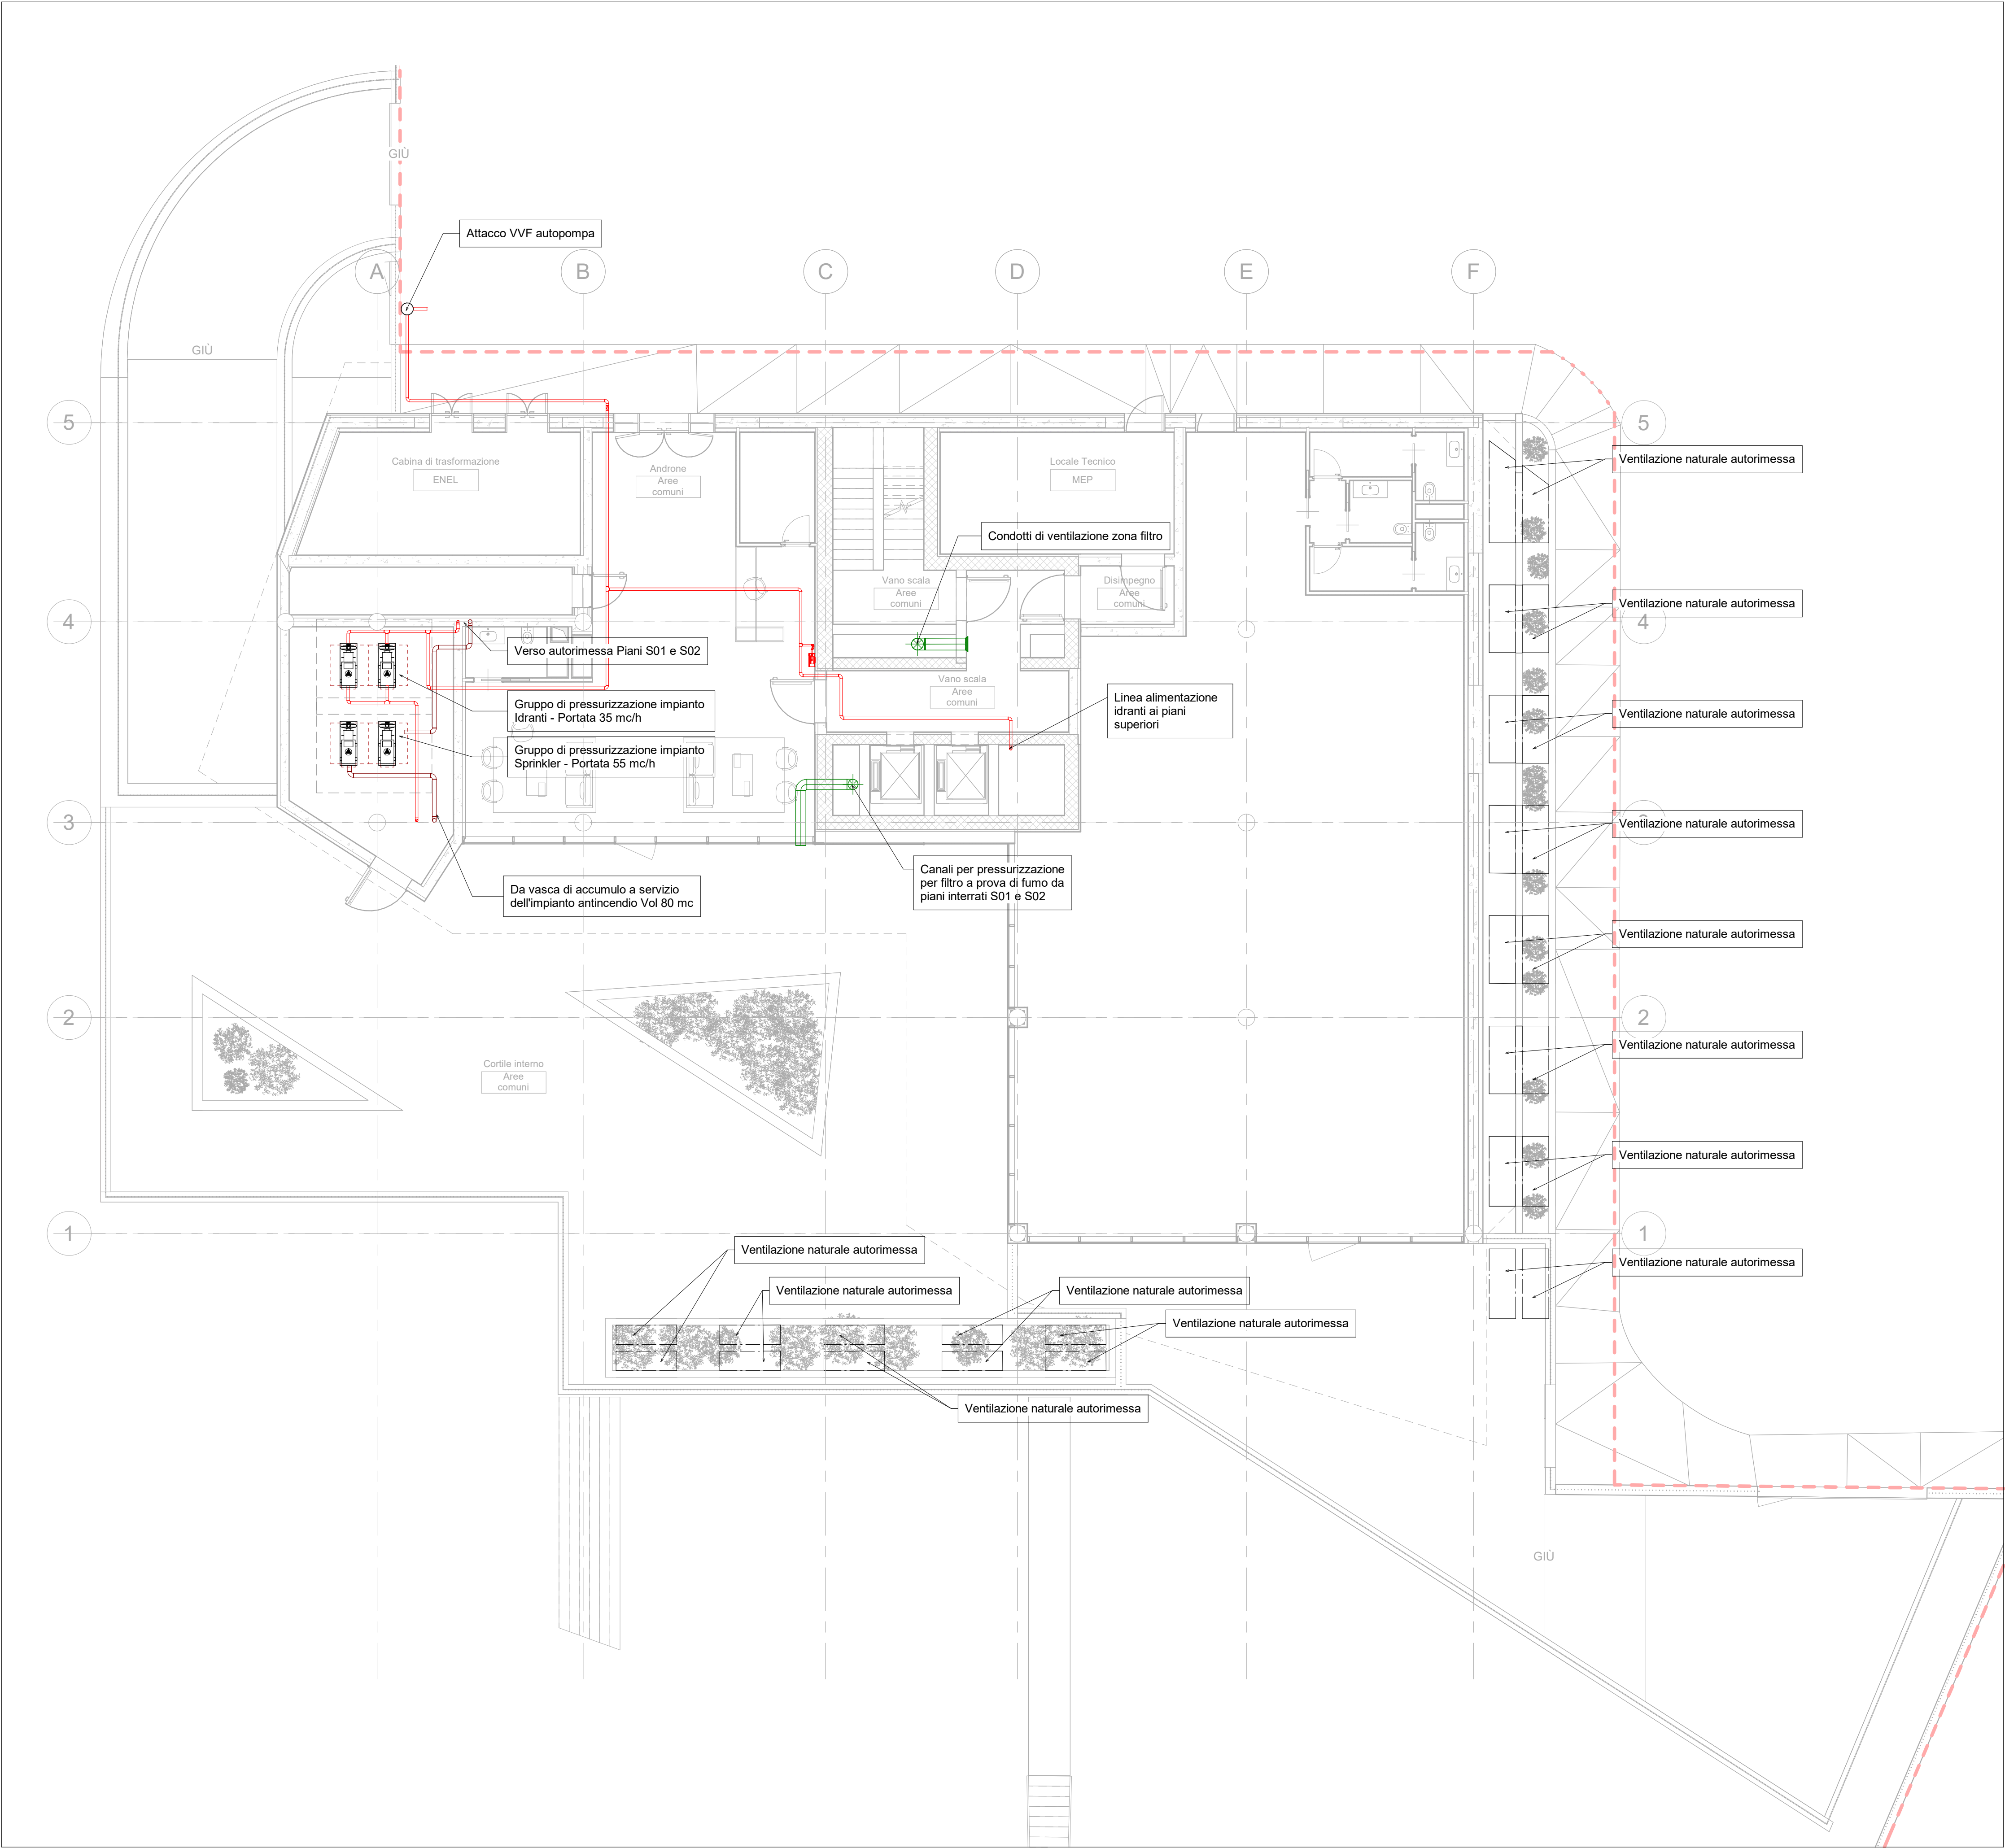 GIÙ
Attacco VVF autopompa
A
B
C
D
E
F
GIÙ
5
5
Cabina di trasformazione
ENEL
Androne
Aree
comuni
Locale Tecnico
MEP
Ventilazione naturale autorimessa
Condotti di ventilazione zona filtro
Vano scala
Aree
comuni
Disimpegno
Aree
comuni
Ventilazione naturale autorimessa
4
4
Verso autorimessa Piani S01 e S02
Vano scala
Aree
comuni
Gruppo di pressurizzazione impianto
Idranti - Portata 35 mc/h
Linea alimentazione
idranti ai piani
superiori
Ventilazione naturale autorimessa
Gruppo di pressurizzazione impianto
Sprinkler - Portata 55 mc/h
3
Ventilazione naturale autorimessa
Canali per pressurizzazione
per filtro a prova di fumo da
piani interrati S01 e S02
Da vasca di accumulo a servizio
dell'impianto antincendio Vol 80 mc
Ventilazione naturale autorimessa
2
2
Ventilazione naturale autorimessa
Cortile interno
Aree
comuni
Ventilazione naturale autorimessa
1
1
Ventilazione naturale autorimessa
Ventilazione naturale autorimessa
Ventilazione naturale autorimessa
Ventilazione naturale autorimessa
Ventilazione naturale autorimessa
Ventilazione naturale autorimessa
GIÙ